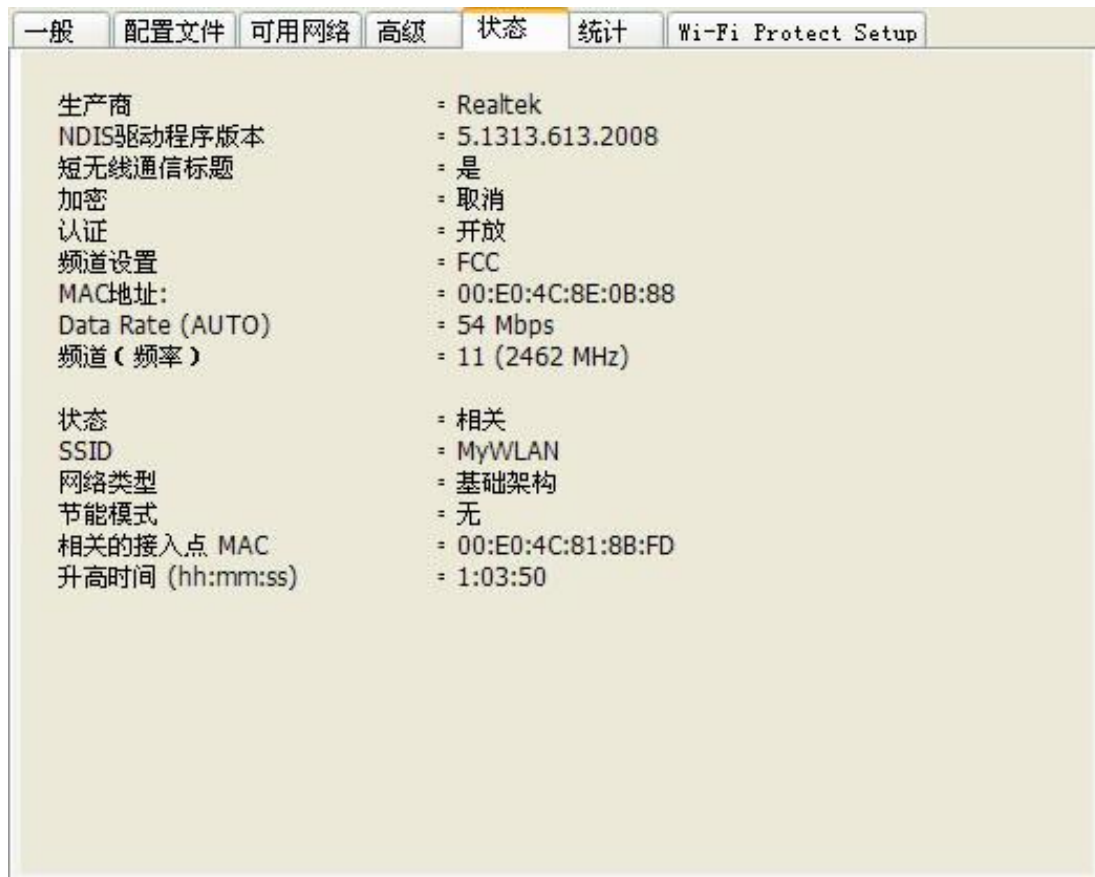 一般 配置文件 可用网络 高级 状态 统计 Wi-Fi Protect Setup
生产商 = Realtek
NDIS驱动程序版本 = 5.1313.613.2008
短无线通信标题 = 是
加密 = 取消
认证 = 开放
频道设置 = FCC
MAC地址: = 00:E0:4C:8E:0B:88
Data Rate (AUTO) = 54 Mbps
频道（频率） = 11 (2462 MHz)
状态 = 相关
SSID = MyWLAN
网络类型 = 基础架构
节能模式 = 无
相关的接入点 MAC = 00:E0:4C:81:8B:FD
升高时间 (hh:mm:ss) = 1:03:50